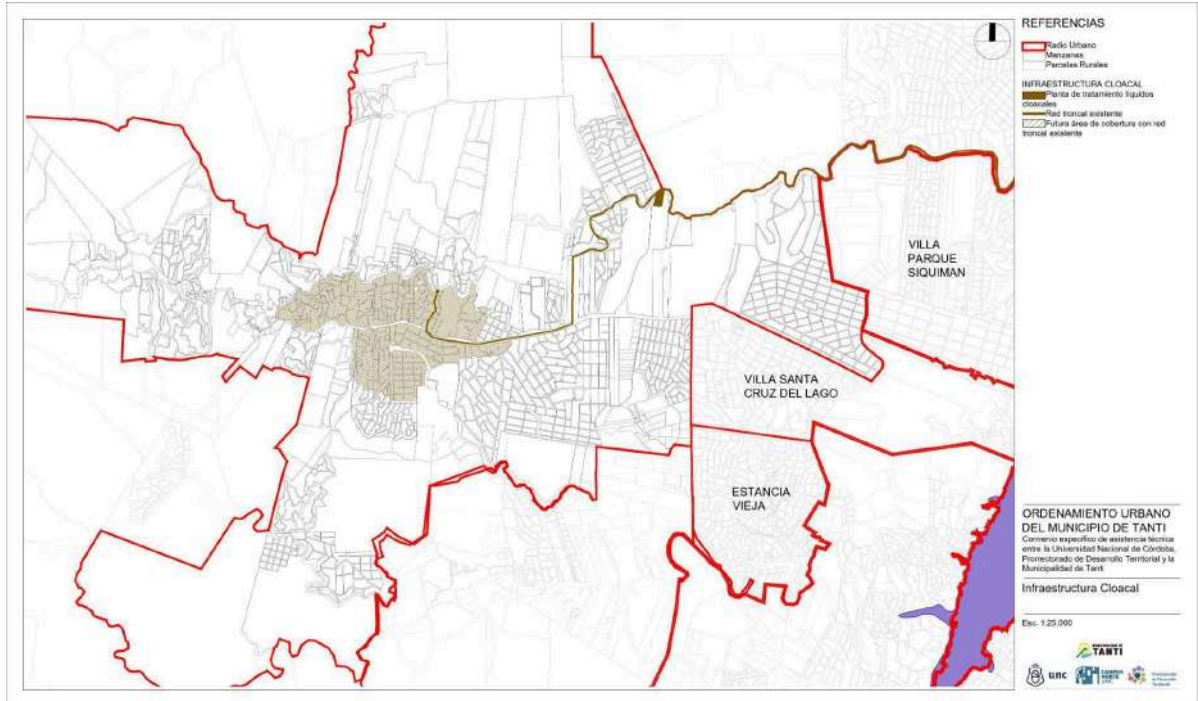 REFERENCIAS
Radio Urbano
Manzanas
Parcelas Rurales
INFRAESTRUCTURA CLOACAL
Planta de tratamiento líquidos
cloacales
Red troncal existente
Futura área de cobertura con red
troncal existente
VILLA
PARQUE
SIQUIMAN
VILLA SANTA
CRUZ DEL LAGO
ESTANCIA
VIEJA
ORDENAMIENTO URBANO
DEL MUNICIPIO DE TANTI
Convenio específico de asistencia técnica
entre la Universidad Nacional de Córdoba,
Prorrectorado de Desarrollo Territorial y la
Municipalidad de Tanti
Infraestructura Cloacal
Esc. 1:25.000
TANTI
unc
CAMPUS
NORTE